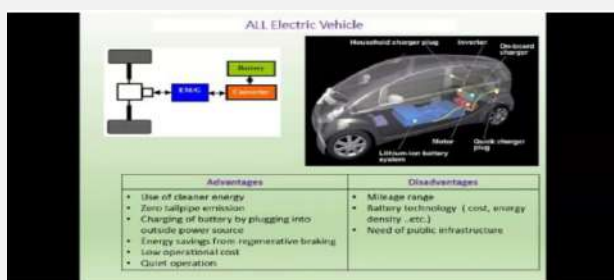 ALL Electric Vehicle
Battery
EM/G
Converter
Household charger plug
Inverter
On-board
charger
Motor
Quick charger
plug
Lithium-ion battery
system
Advantages
• Use of cleaner energy
• Zero tailpipe emission
• Charging of battery by plugging into
outside power source
• Energy savings from regenerative braking
• Low operational cost
• Quiet operation
Disadvantages
• Mileage range
• Battery technology ( cost, energy
density ..etc.)
• Need of public infrastructure